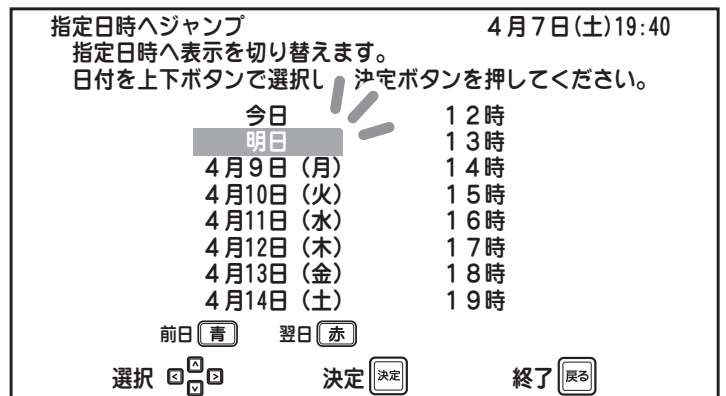 指定日時へジャンプ 4月7日(土)19:40
指定日時へ表示を切り替えます。
日付を上下ボタンで選択し 決定ボタンを押してください。
今日 12時
明日 13時
4月9日(月) 14時
4月10日(火) 15時
4月11日(水) 16時
4月12日(木) 17時
4月13日(金) 18時
4月14日(土) 19時
前日 青 翌日 赤
選択 決定 決定 終了 戻る